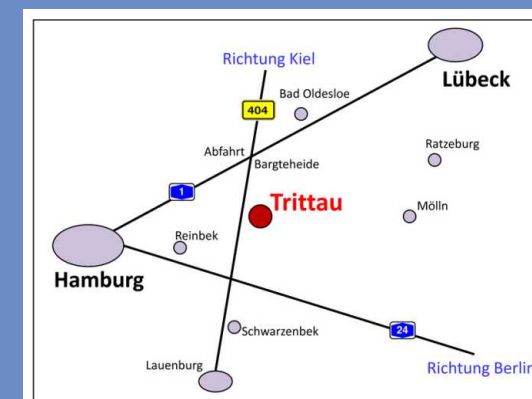 Richtung Kiel
Lübeck
Bad Oldesloe
404
Abfahrt
Bargteheide
Ratzeburg
1
Trittau
Mölln
Reinbek
Hamburg
Schwarzenbek
24
Lauenburg
Richtung Berlin